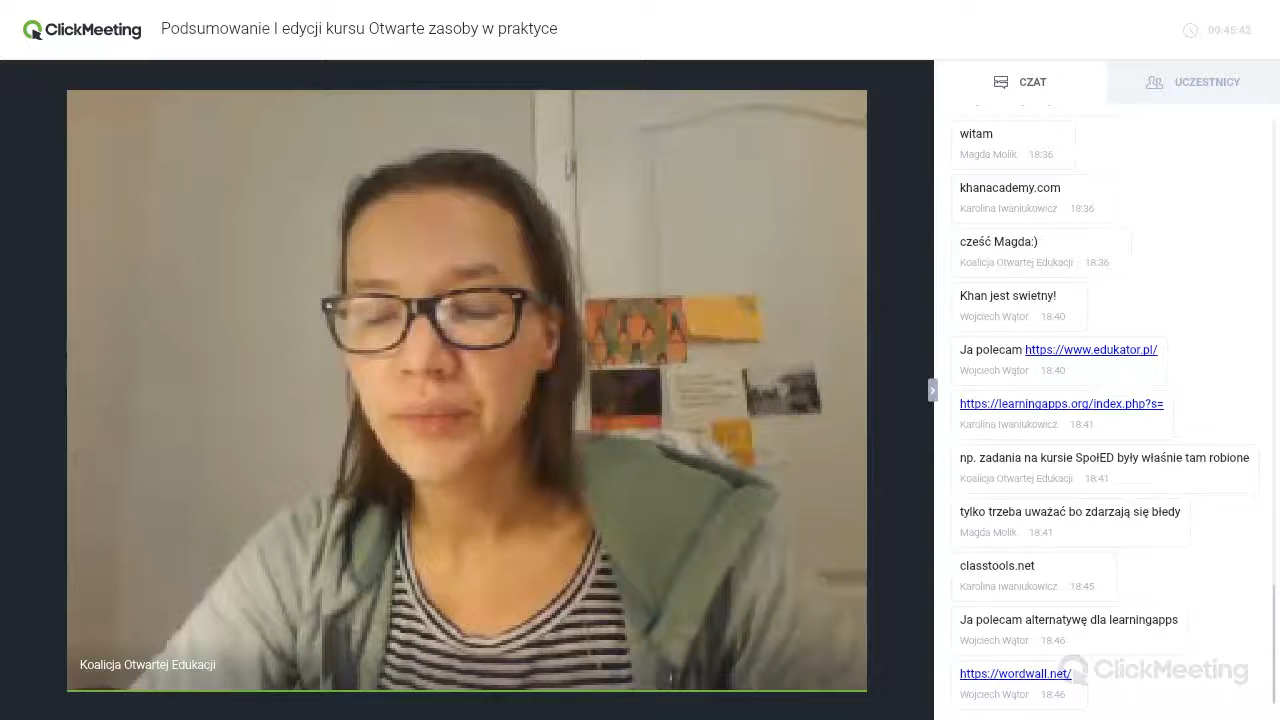 ClickMeeting
Podsumowanie I edycji kursu Otwarte zasoby w praktyce
00:45:42
CZAT
UCZESTNICY
witam
Magda Molik 18:36
khanacademy.com
Karolina Iwaniukowicz 18:36
cześć Magda:)
Koalicja Otwartej Edukacji 18:36
Khan jest swietny!
Wojciech Wątor 18:40
Ja polecam https://www.edukator.pl/
Wojciech Wątor 18:40
https://learningapps.org/index.php?s=
Karolina Iwaniukowicz 18:41
np. zadania na kursie SpołED były właśnie tam robione
Koalicja Otwartej Edukacji 18:41
tylko trzeba uważać bo zdarzają się błedy
Magda Molik 18:41
classtools.net
Karolina Iwaniukowicz 18:45
Ja polecam alternatywę dla learningapps
Wojciech Wątor 18:46
https://wordwall.net/
Wojciech Wątor 18:46
Koalicja Otwartej Edukacji
ClickMeeting